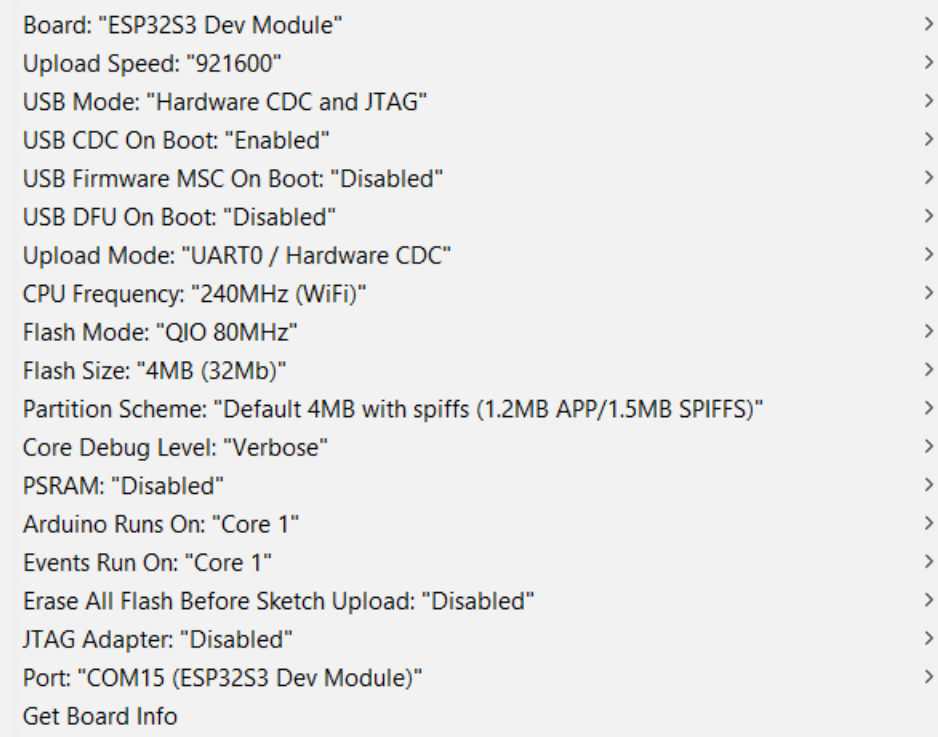 Board: "ESP32S3 Dev Module"
Upload Speed: "921600"
USB Mode: "Hardware CDC and JTAG"
USB CDC On Boot: "Enabled"
USB Firmware MSC On Boot: "Disabled"
USB DFU On Boot: "Disabled"
Upload Mode: "UART0 / Hardware CDC"
CPU Frequency: "240MHz (WiFi)"
Flash Mode: "QIO 80MHz"
Flash Size: "4MB (32Mb)"
Partition Scheme: "Default 4MB with spiffs (1.2MB APP/1.5MB SPIFFS)"
Core Debug Level: "Verbose"
PSRAM: "Disabled"
Arduino Runs On: "Core 1"
Events Run On: "Core 1"
Erase All Flash Before Sketch Upload: "Disabled"
JTAG Adapter: "Disabled"
Port: "COM15 (ESP32S3 Dev Module)"
Get Board Info